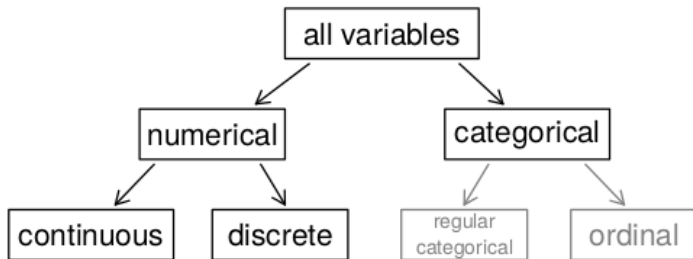 all variables
numerical
categorical
continuous
discrete
regular
categorical
ordinal